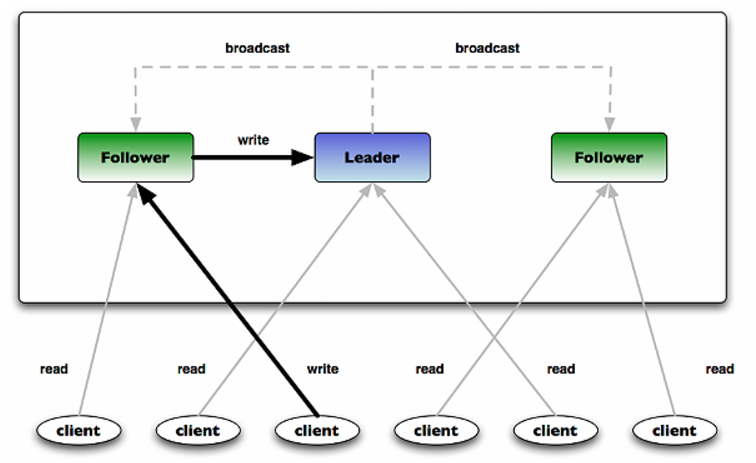 broadcast broadcast
write
Follower Leader Follower
read read write read read read
client client client client client client